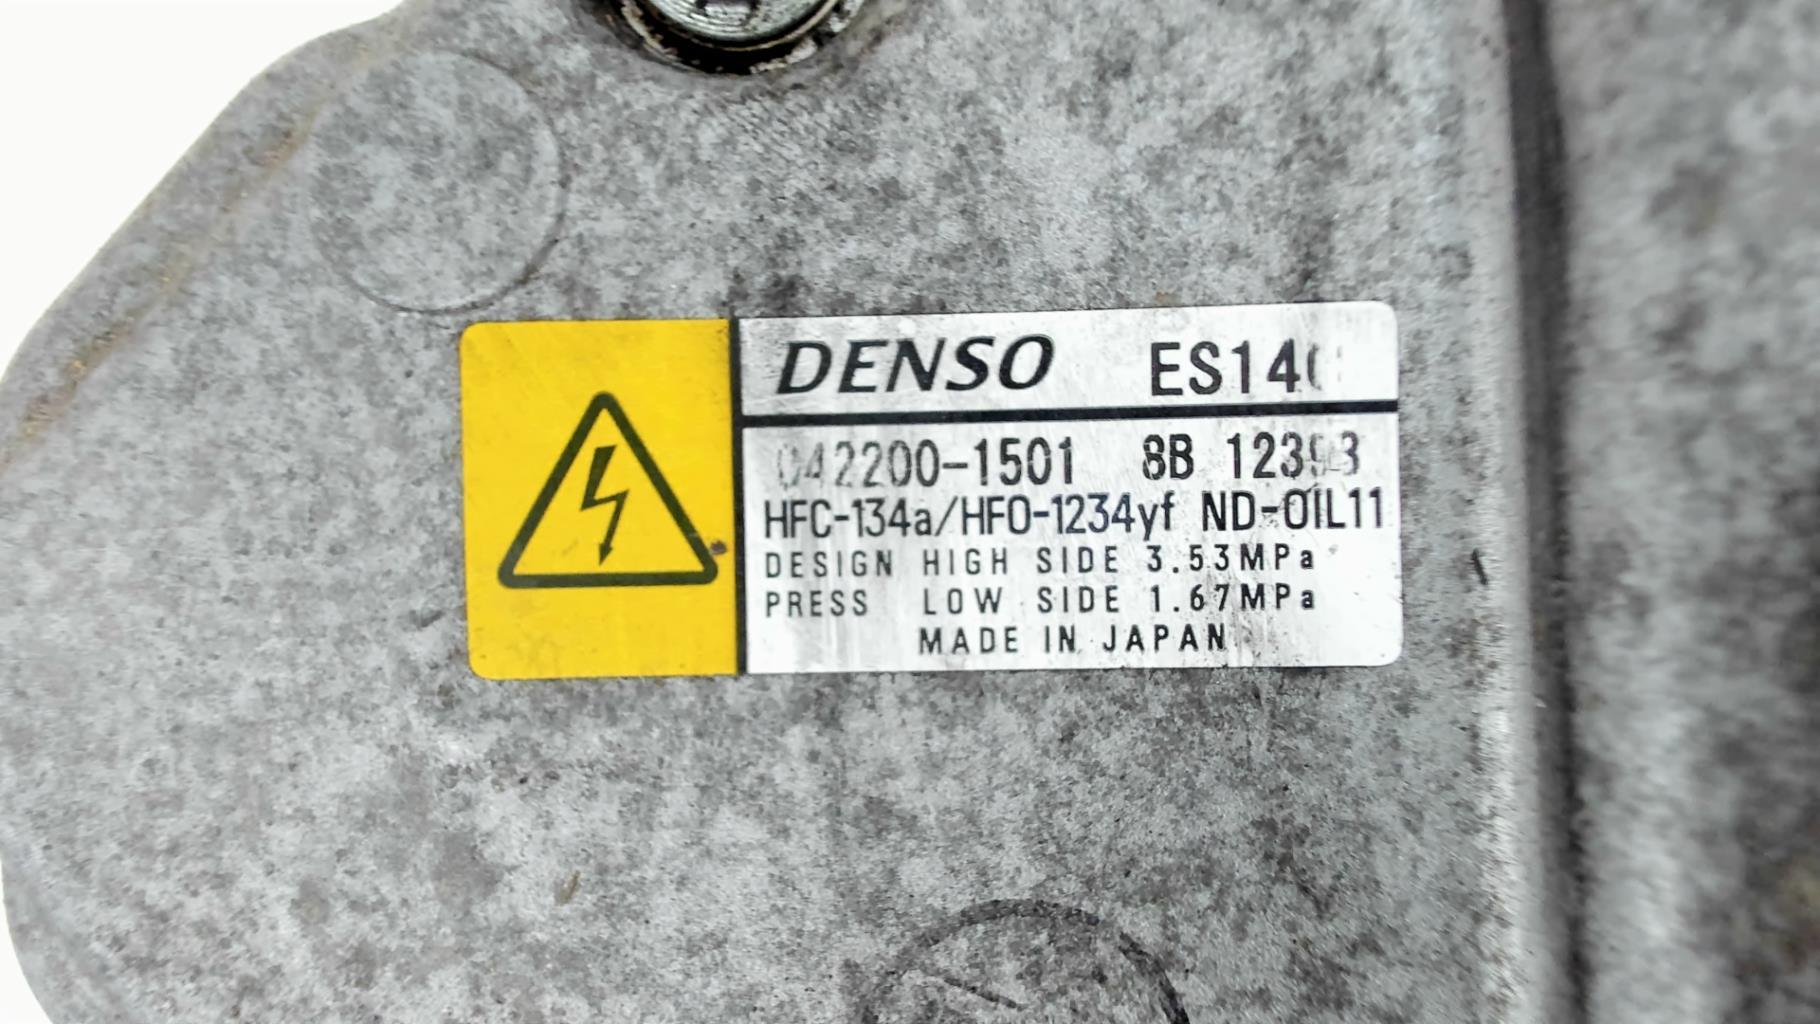 DENSO
042200-1501 8B
HFC-134a/HFO-1234yf ND-OIL11
DESIGN HIGH SIDE 3.53MPa
PRESS LOW SIDE 1.67MPa
MADE IN JAPAN